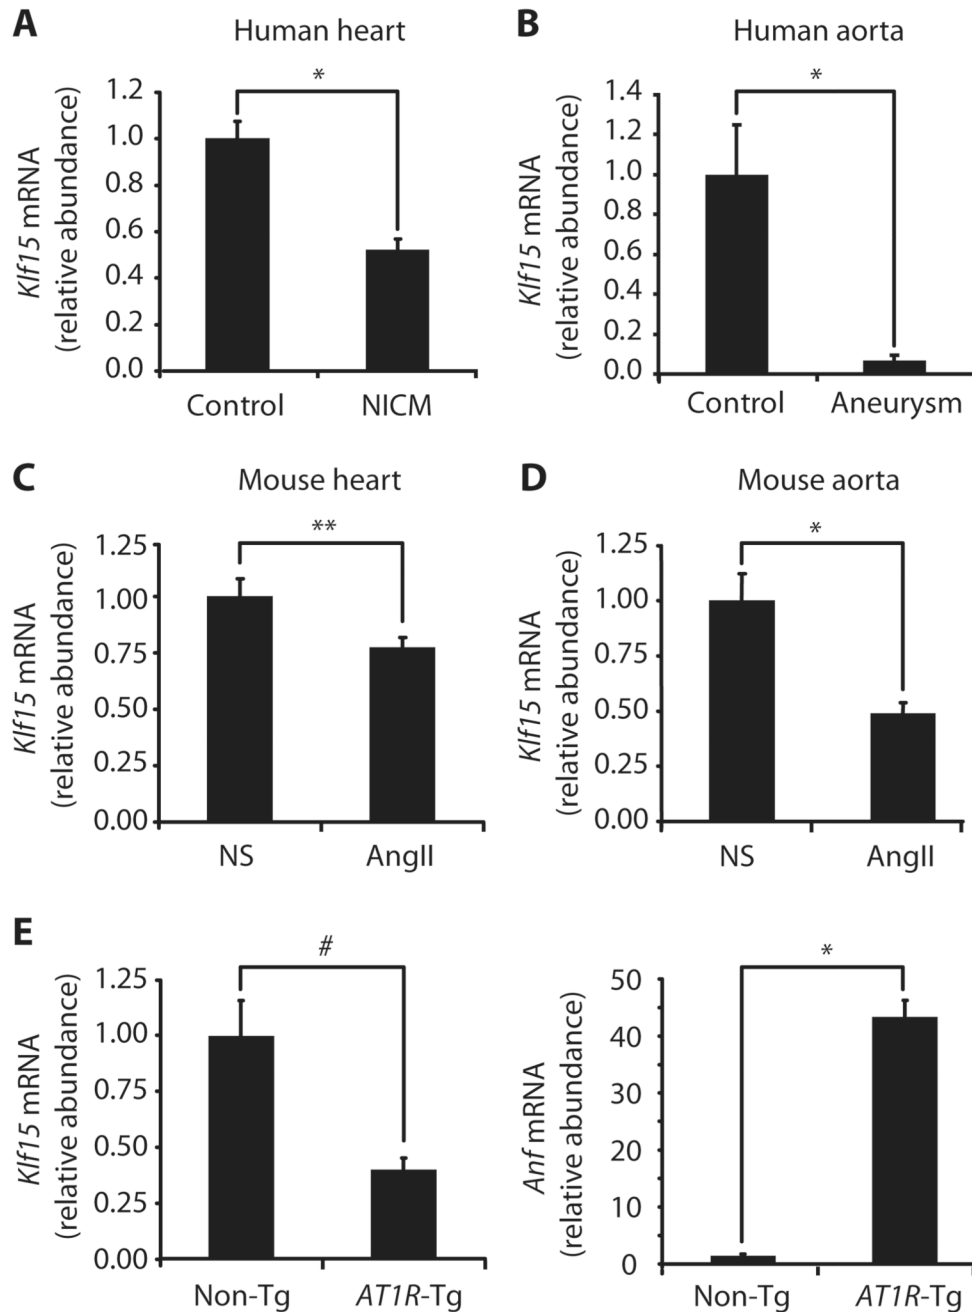 A
Human heart
*
Klf15 mRNA
(relative abundance)
1.2
1.0
0.8
0.6
0.4
0.2
0.0
Control
NICM
B
Human aorta
*
Klf15 mRNA
(relative abundance)
1.4
1.2
1.0
0.8
0.6
0.4
0.2
0.0
Control
Aneurysm
C
Mouse heart
**
Klf15 mRNA
(relative abundance)
1.25
1.00
0.75
0.50
0.25
0.00
NS
AngII
D
Mouse aorta
*
Klf15 mRNA
(relative abundance)
1.25
1.00
0.75
0.50
0.25
0.00
NS
AngII
E
#
Klf15 mRNA
(relative abundance)
1.25
1.00
0.75
0.50
0.25
0.00
Non-Tg
AT1R-Tg
*
Anf mRNA
(relative abundance)
50
40
30
20
10
0
Non-Tg
AT1R-Tg